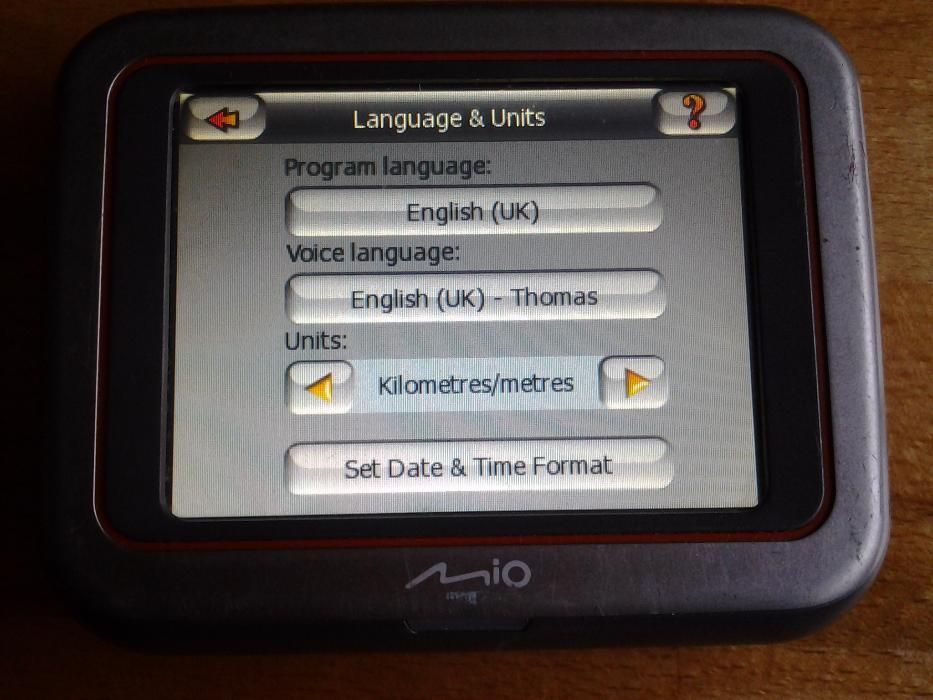 Language & Units
?
Program language:
English (UK)
Voice language:
English (UK) - Thomas
Units:
Kilometres/metres
Set Date & Time Format
Mio